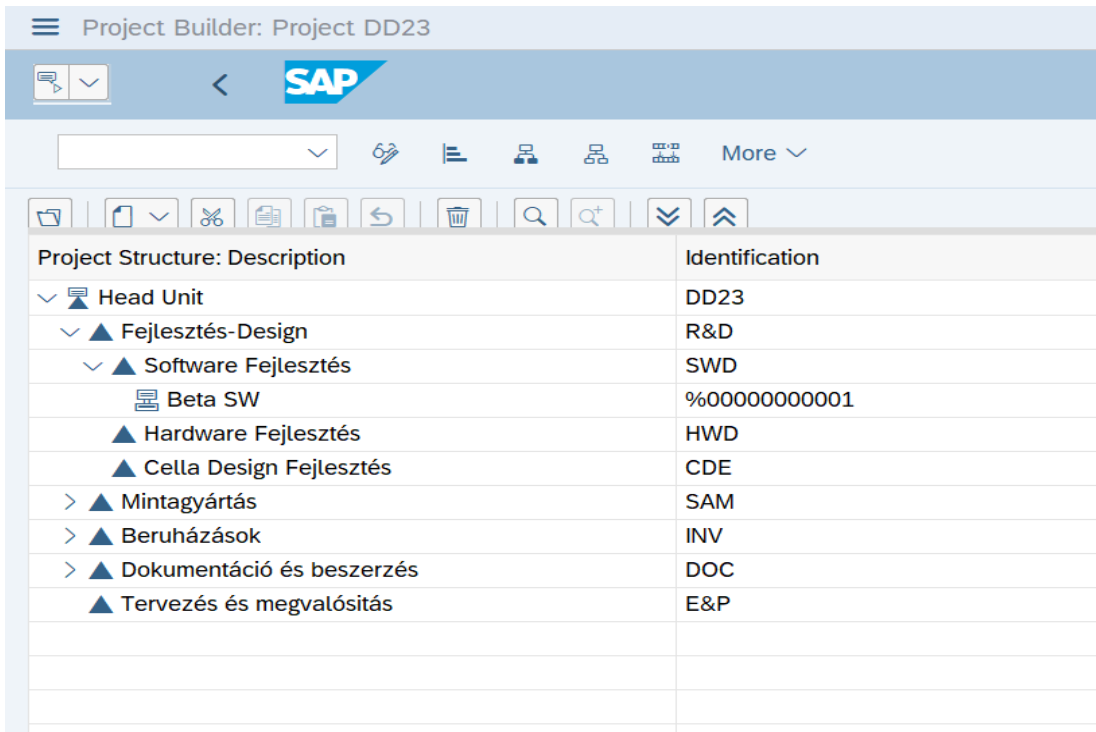 Project Builder: Project DD23
SAP
More
Project Structure: Description Identification
Head Unit DD23
Fejlesztés-Design R&D
Software Fejlesztés SWD
Beta SW %00000000001
Hardware Fejlesztés HWD
Cella Design Fejlesztés CDE
Mintagyártás SAM
Beruházások INV
Dokumentáció és beszerzés DOC
Tervezés és megvalósitás E&P